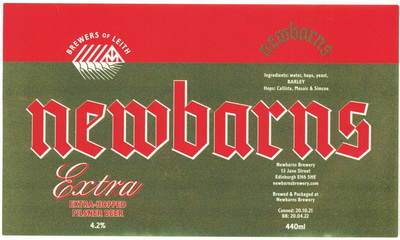 BREWERS OF LEITH
newbarns
Ingredients: water, hops, yeast,
BARLEY
Hops: Callista, Mosaic & Simcoe
newbarns
Extra
EXTRA-HOPPED
PILSNER BEER
4.2%
Newbarns Brewery
13 Jane Street
Edinburgh EH6 5HE
newbarnsbrewery.com
Brewed & Packaged at
Newbarns Brewery
Canned: 20.10.21
BB: 20.04.22
440ml